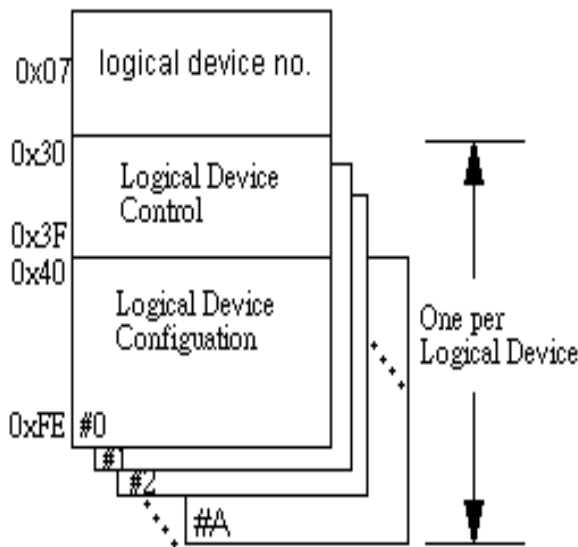 logical device no.
0x07
0x30
Logical Device
Control
0x3F
0x40
Logical Device
Configuation
One per
Logical Device
0xFE
#0
#1
#2
#A